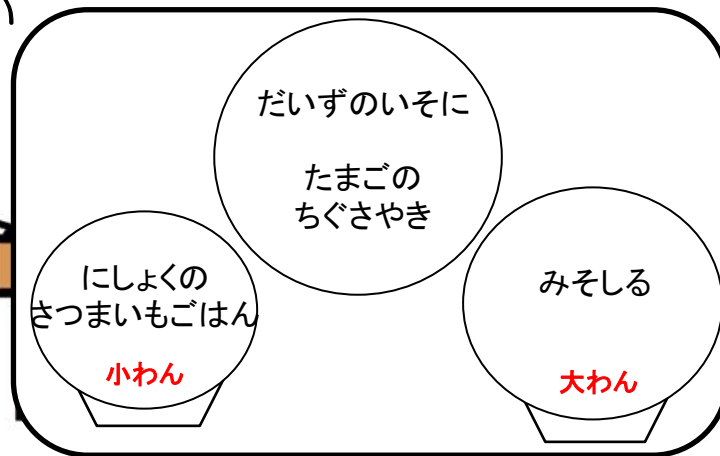 だいずのいそに
たまごの
ちぐさやき
にしょくの
さつまいもごはん
小わん
みそしる
大わん